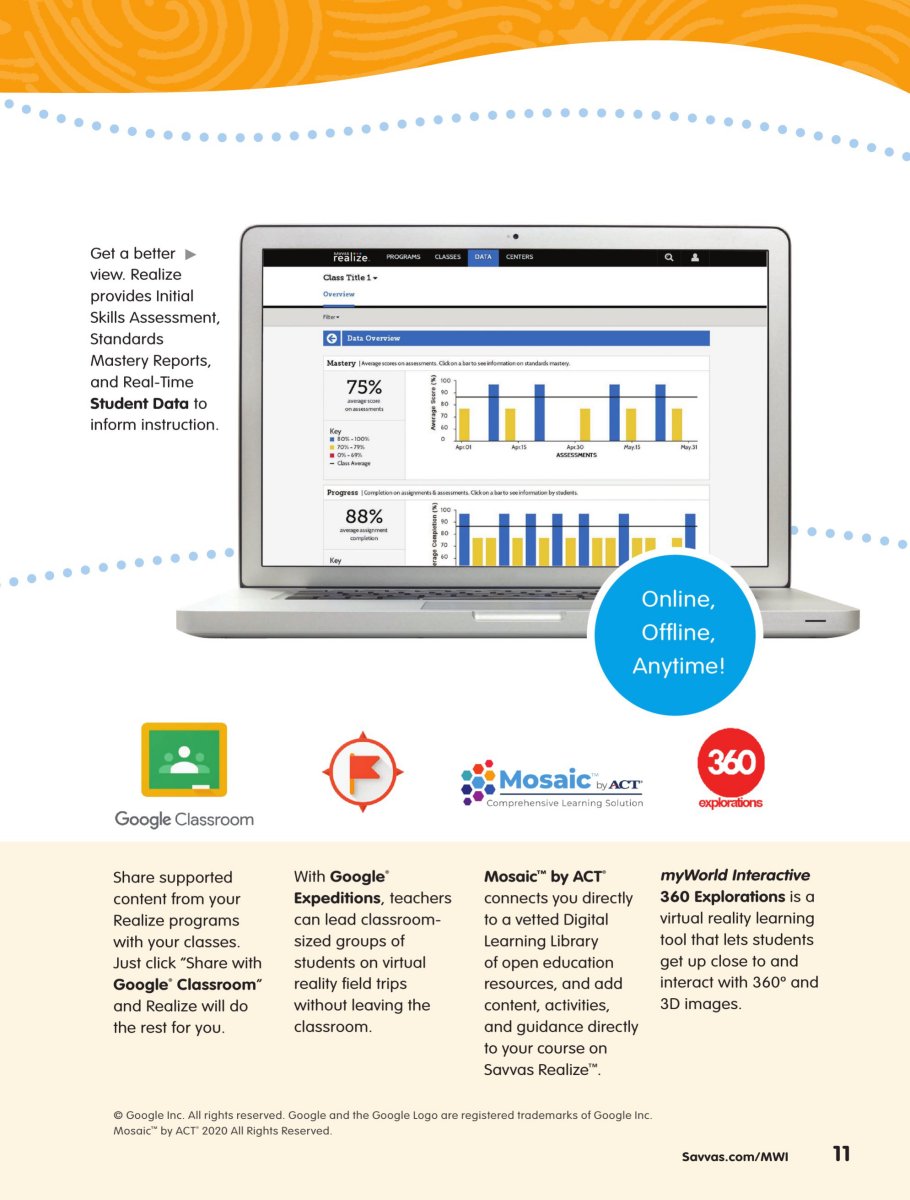 Get a better ▶
view. Realize
provides Initial
Skills Assessment,
Standards
Mastery Reports,
and Real-Time
Student Data to
inform instruction.
SAVVAS
realize.
PROGRAMS CLASSES DATA CENTERS
Class Title 1
Overview
Filter
Data Overview
Mastery | Average scores on assessments. Click on a bar to see information on standards mastery.
75%
average score
on assessments
Key
80% - 100%
70% - 79%
0% - 69%
Class Average
Average Score (%)
100
90
80
70
60
0
Apr.01 Apr.15 Apr.30 May.15 May.31
ASSESSMENTS
Progress | Completion on assignments & assessments. Click on a bar to see information by students.
88%
average assignment
completion
Key
erage Completion (%)
100
90
80
70
60
Online,
Offline,
Anytime!
Google Classroom
Mosaic™ by ACT®
Comprehensive Learning Solution
360
explorations
Share supported
content from your
Realize programs
with your classes.
Just click “Share with
Google® Classroom”
and Realize will do
the rest for you.
With Google®
Expeditions, teachers
can lead classroom-
sized groups of
students on virtual
reality field trips
without leaving the
classroom.
Mosaic™ by ACT®
connects you directly
to a vetted Digital
Learning Library
of open education
resources, and add
content, activities,
and guidance directly
to your course on
Savvas Realize™.
myWorld Interactive
360 Explorations is a
virtual reality learning
tool that lets students
get up close to and
interact with 360° and
3D images.
© Google Inc. All rights reserved. Google and the Google Logo are registered trademarks of Google Inc.
Mosaic™ by ACT® 2020 All Rights Reserved.
Savvas.com/MWI 11